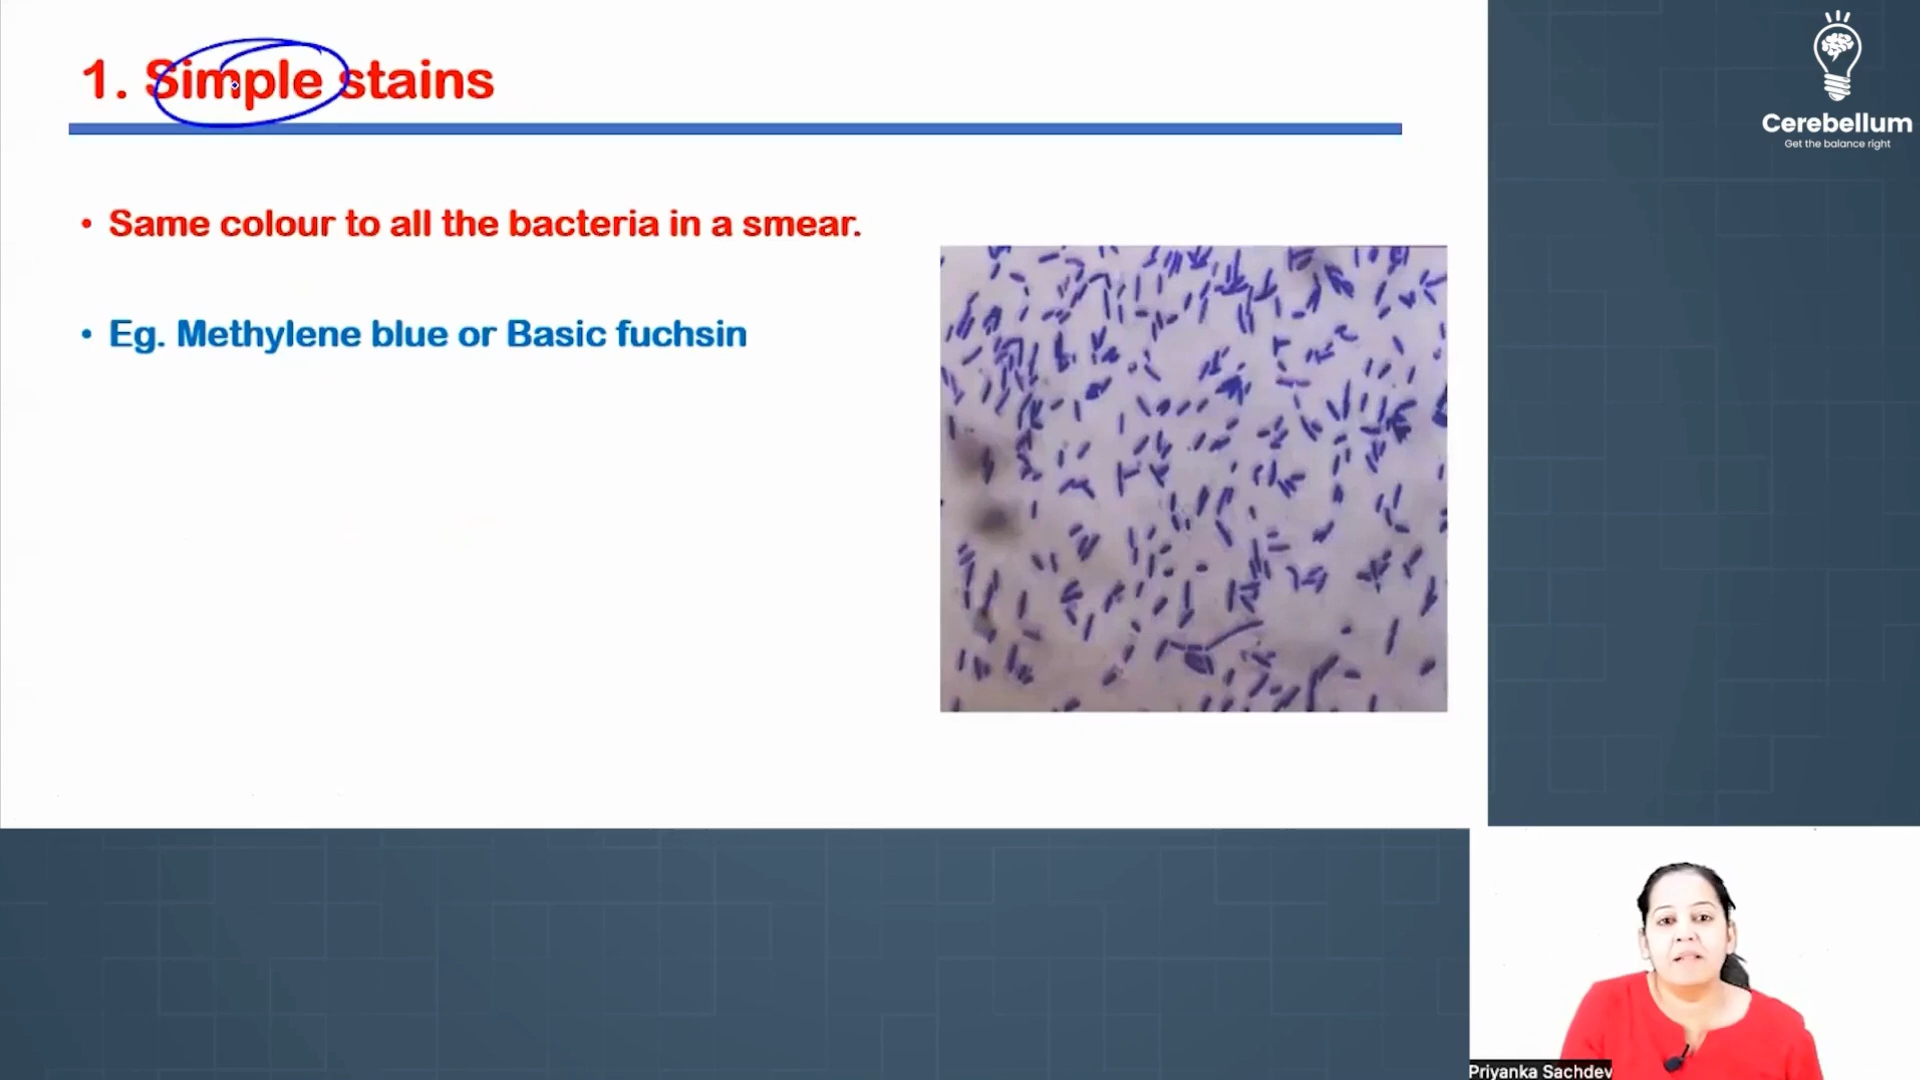 1. Simple stains
• Same colour to all the bacteria in a smear.
• Eg. Methylene blue or Basic fuchsin
Cerebellum
Get the balance right
Priyanka Sachdev